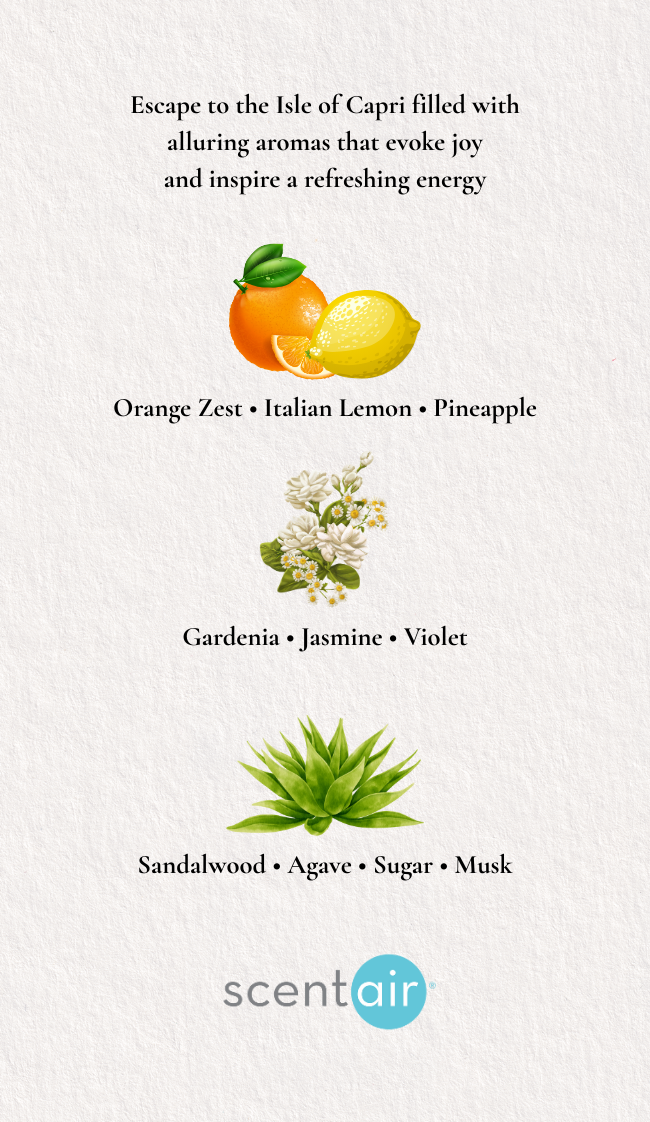 Escape to the Isle of Capri filled with
alluring aromas that evoke joy
and inspire a refreshing energy
Orange Zest • Italian Lemon • Pineapple
Gardenia • Jasmine • Violet
Sandalwood • Agave • Sugar • Musk
scentair®